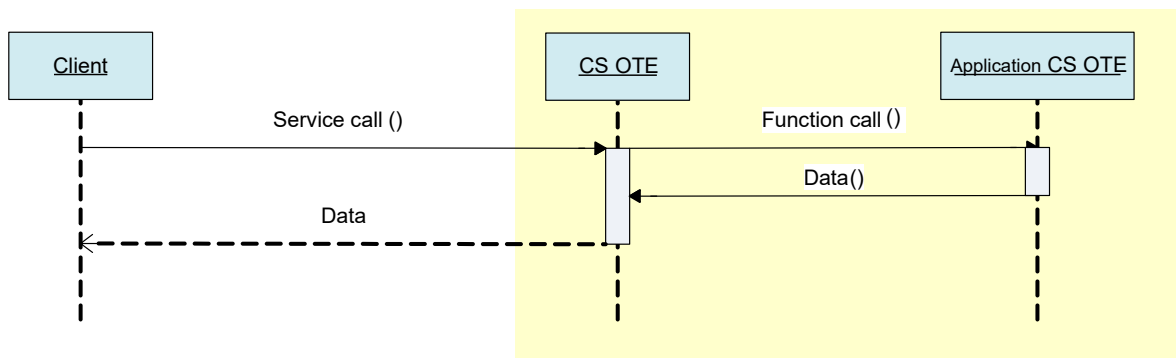 Client
CS OTE
Application CS OTE
Service call ()
Function call ()
Data()
Data